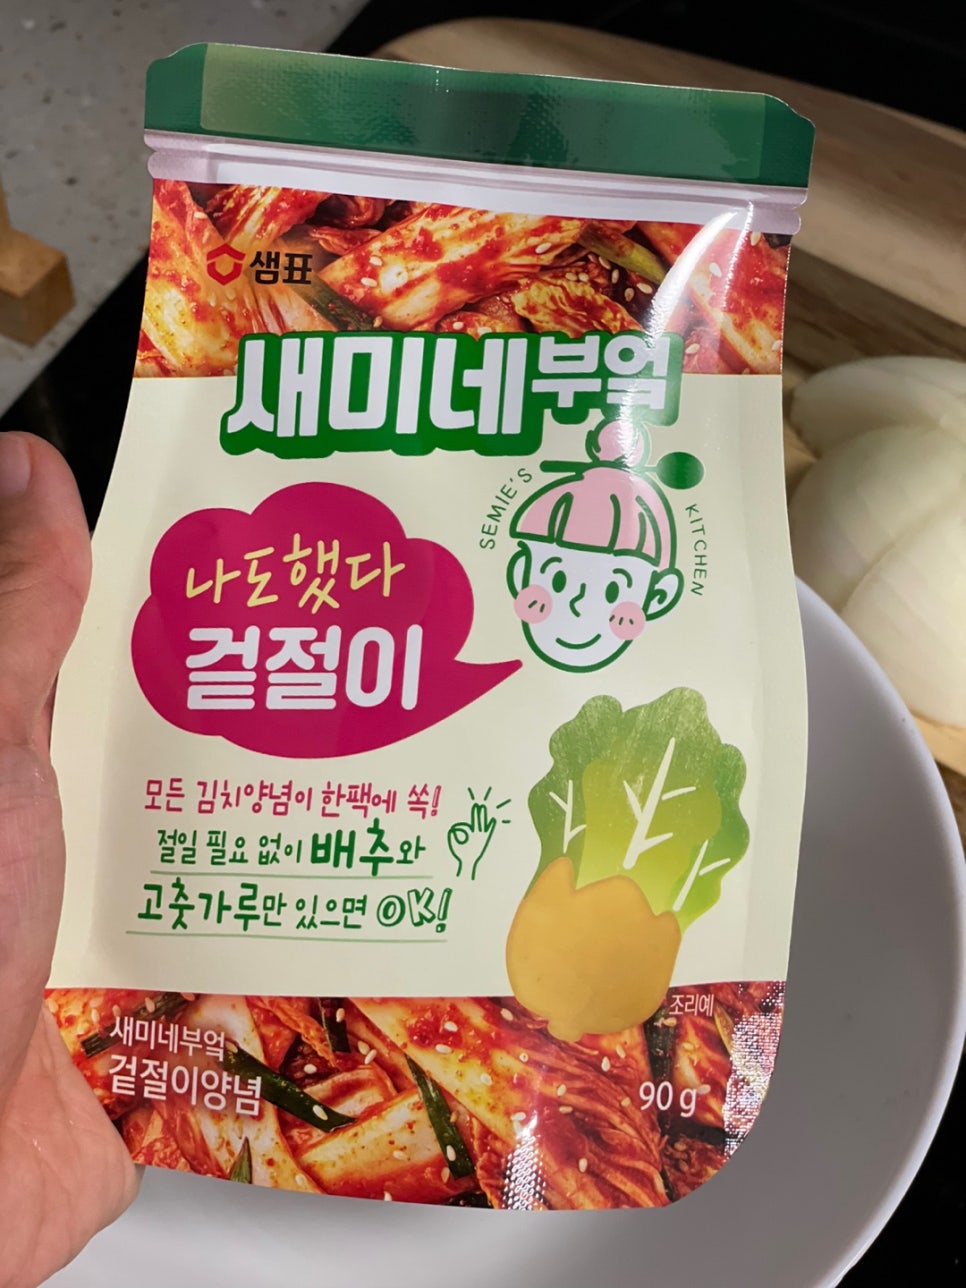 샘표
새미네부엌
SEMIE'S KITCHEN
나도했다
겉절이
모든 김치양념이 한팩에 쏙!
절일 필요 없이 배추와
고춧가루만 있으면 OK!
조리예
새미네부엌
겉절이양념
90 g